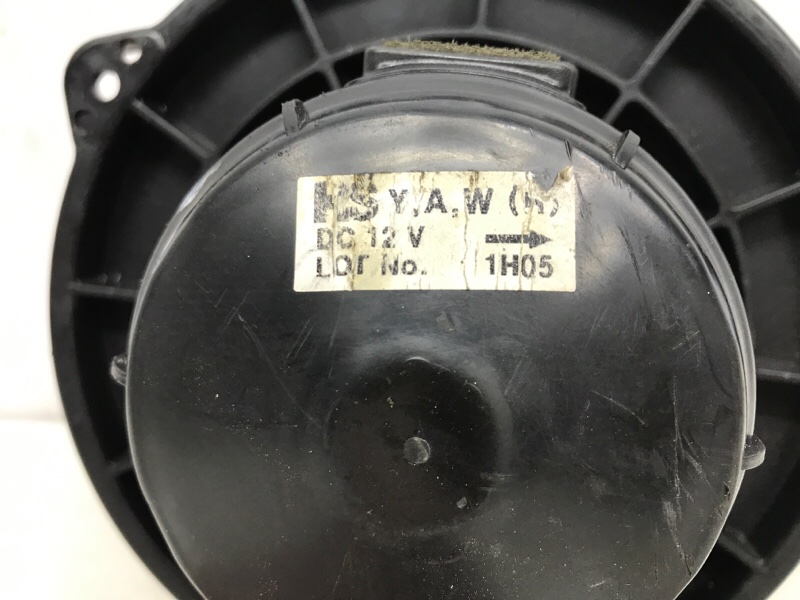 Y.A.W (R)
DC 12 V
LOT No. 1H05